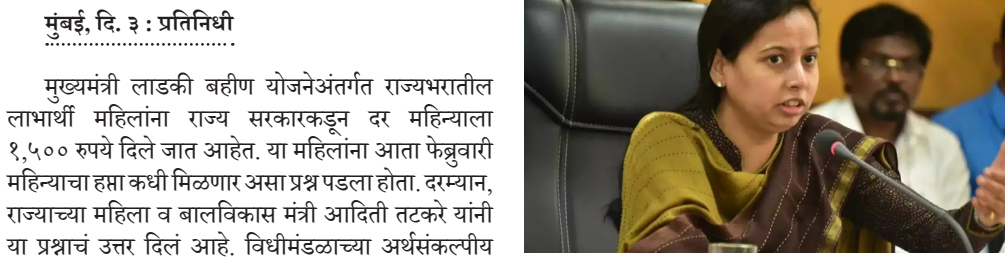 मुंबई, दि. ३ : प्रतिनिधी
मुख्यमंत्री लाडकी बहीण योजनेअंतर्गत राज्यभरातील
लाभार्थी महिलांना राज्य सरकारकडून दर महिन्याला
१,५०० रुपये दिले जात आहेत. या महिलांना आता फेब्रुवारी
महिन्याचा हप्ता कधी मिळणार असा प्रश्न पडला होता. दरम्यान,
राज्याच्या महिला व बालविकास मंत्री आदिती तटकरे यांनी
या प्रश्नाचं उत्तर दिलं आहे. विधीमंडळाच्या अर्थसंकल्पीय